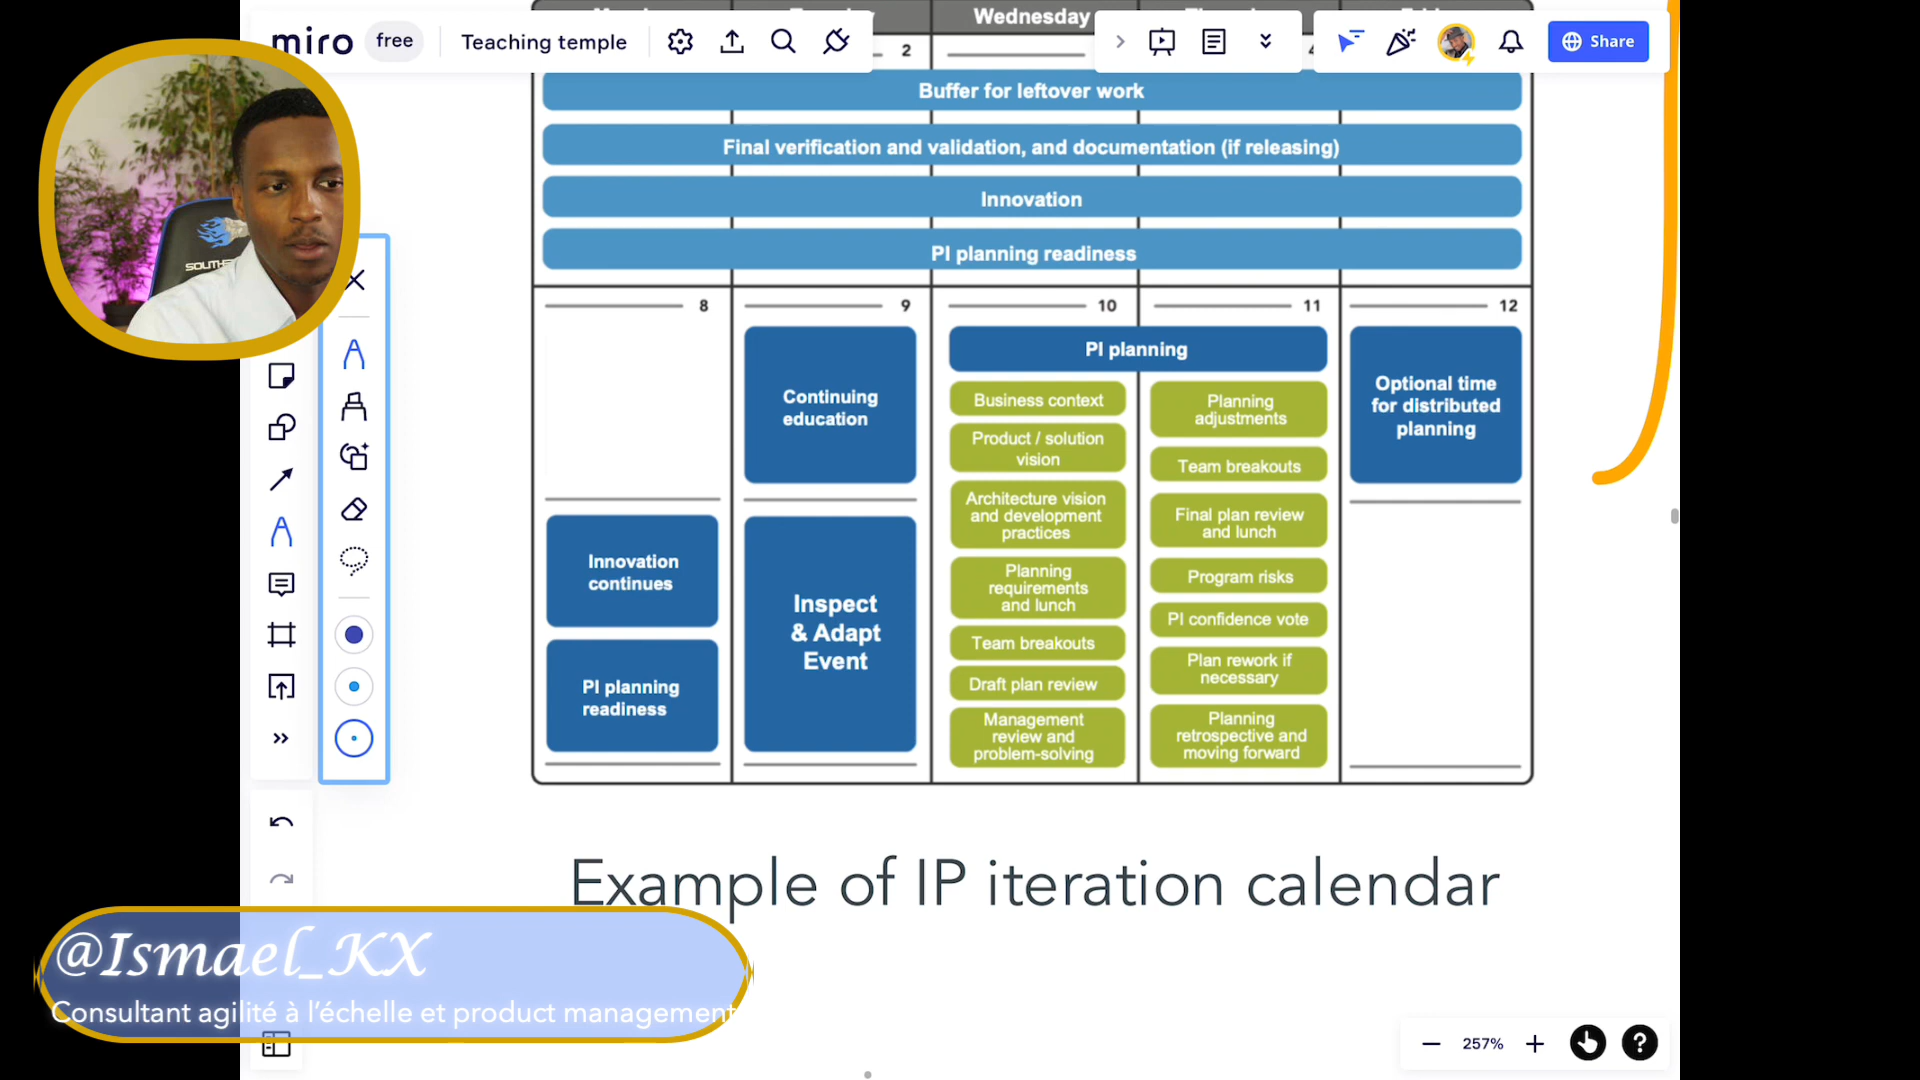 Wednesday
miro
free
Teaching temple
2
Share
Buffer for leftover work
Final verification and validation, and documentation (if releasing)
Innovation
PI planning readiness
8
9
10
11
12
Continuing
education
PI planning
Optional time
for distributed
planning
Business context
Product / solution
vision
Architecture vision
and development
practices
Planning
requirements
and lunch
Team breakouts
Draft plan review
Management
review and
problem-solving
Planning
adjustments
Team breakouts
Final plan review
and lunch
Program risks
PI confidence vote
Plan rework if
necessary
Planning
retrospective and
moving forward
Innovation
continues
PI planning
readiness
Inspect
& Adapt
Event
Example of IP iteration calendar
@Ismael_KX
Consultant agilité à l’échelle et product management
257%